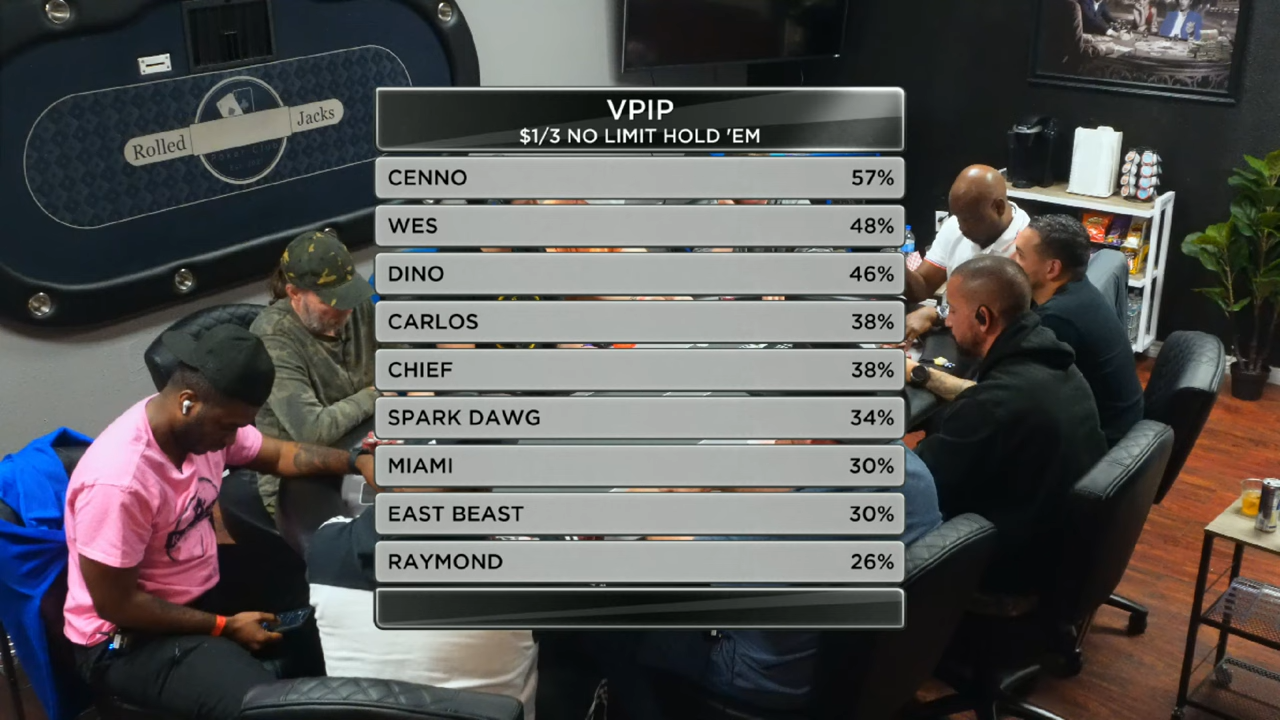 Rolled
Jacks
VPIP
$1/3 NO LIMIT HOLD 'EM
CENNO 57%
WES 48%
DINO 46%
CARLOS 38%
CHIEF 38%
SPARK DAWG 34%
MIAMI 30%
EAST BEAST 30%
RAYMOND 26%